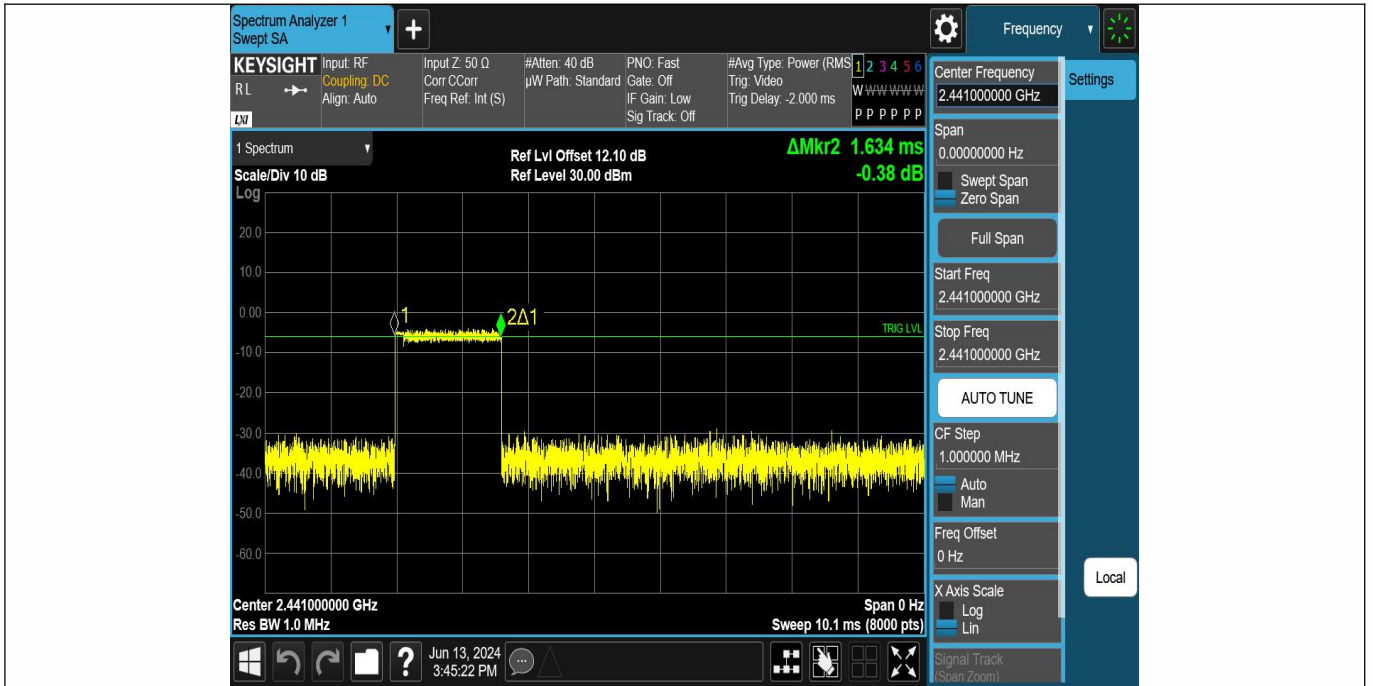 Spectrum Analyzer 1
Swept SA
+
Frequency
KEYSIGHT
RL
LXI
Input: RF
Coupling: DC
Align: Auto
Input Z: 50 Ω
Corr CCorr
Freq Ref: Int (S)
#Atten: 40 dB
µW Path: Standard
PNO: Fast
Gate: Off
IF Gain: Low
Sig Track: Off
#Avg Type: Power (RMS
Trig: Video
Trig Delay: -2.000 ms
1 2 3 4 5 6
W W W W W W
P P P P P P
1 Spectrum
Scale/Div 10 dB
Ref Lvl Offset 12.10 dB
Ref Level 30.00 dBm
ΔMkr2 1.634 ms
-0.38 dB
Log
20.0
10.0
0.00
-10.0
-20.0
-30.0
-40.0
-50.0
-60.0
1
2Δ1
TRIG LVL
Center 2.441000000 GHz
Res BW 1.0 MHz
Span 0 Hz
Sweep 10.1 ms (8000 pts)
Center Frequency
2.441000000 GHz
Settings
Span
0.00000000 Hz
Swept Span
Zero Span
Full Span
Start Freq
2.441000000 GHz
Stop Freq
2.441000000 GHz
AUTO TUNE
CF Step
1.000000 MHz
Auto
Man
Freq Offset
0 Hz
X Axis Scale
Log
Lin
Signal Track
(Span Zoom)
Local
?
Jun 13, 2024
3:45:22 PM